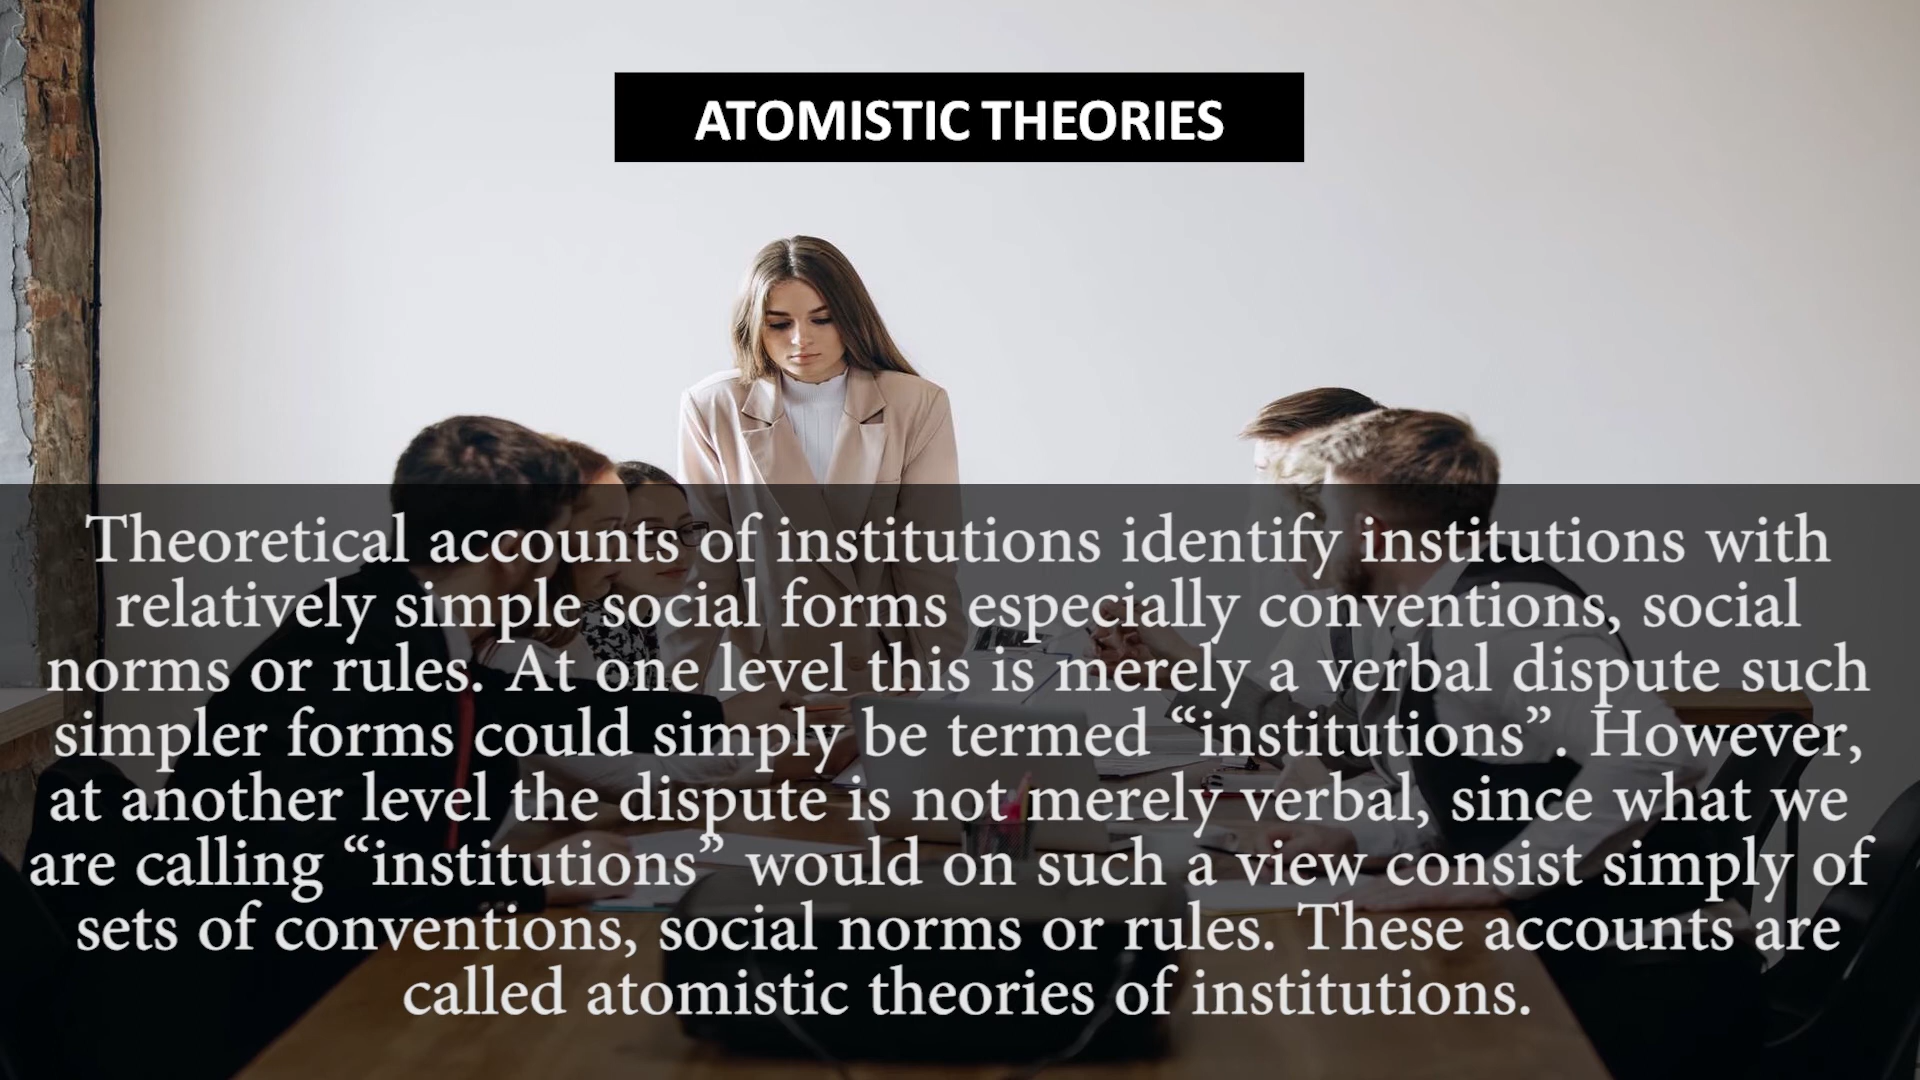 ATOMISTIC THEORIES
Theoretical accounts of institutions identify institutions with
relatively simple social forms especially conventions, social
norms or rules. At one level this is merely a verbal dispute such
simpler forms could simply be termed “institutions”. However,
at another level the dispute is not merely verbal, since what we
are calling “institutions” would on such a view consist simply of
sets of conventions, social norms or rules. These accounts are
called atomistic theories of institutions.